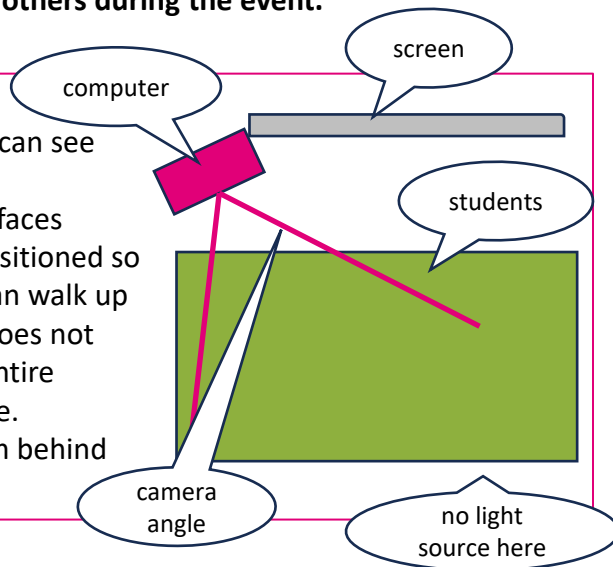 others during the event.
screen
computer
can see
students
faces
sitioned so
an walk up
oes not
ntire
e.
n behind
camera
angle
no light
source here